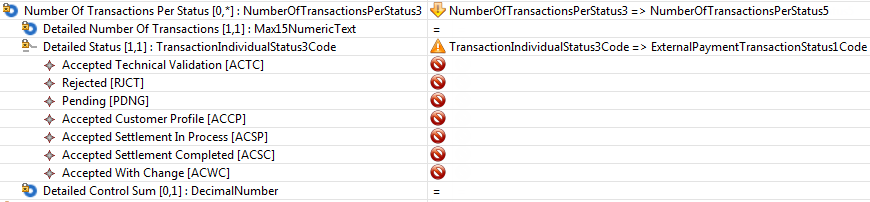 Number Of Transactions Per Status [0,*] : NumberOfTransactionsPerStatus3 NumberOfTransactionsPerStatus3 => NumberOfTransactionsPerStatus5
Detailed Number Of Transactions [1,1] : Max15NumericText =
Detailed Status [1,1] : TransactionIndividualStatus3Code TransactionIndividualStatus3Code => ExternalPaymentTransactionStatus1Code
Accepted Technical Validation [ACTC]
Rejected [RJCT]
Pending [PDNG]
Accepted Customer Profile [ACCP]
Accepted Settlement In Process [ACSP]
Accepted Settlement Completed [ACSC]
Accepted With Change [ACWC]
Detailed Control Sum [0,1] : DecimalNumber =